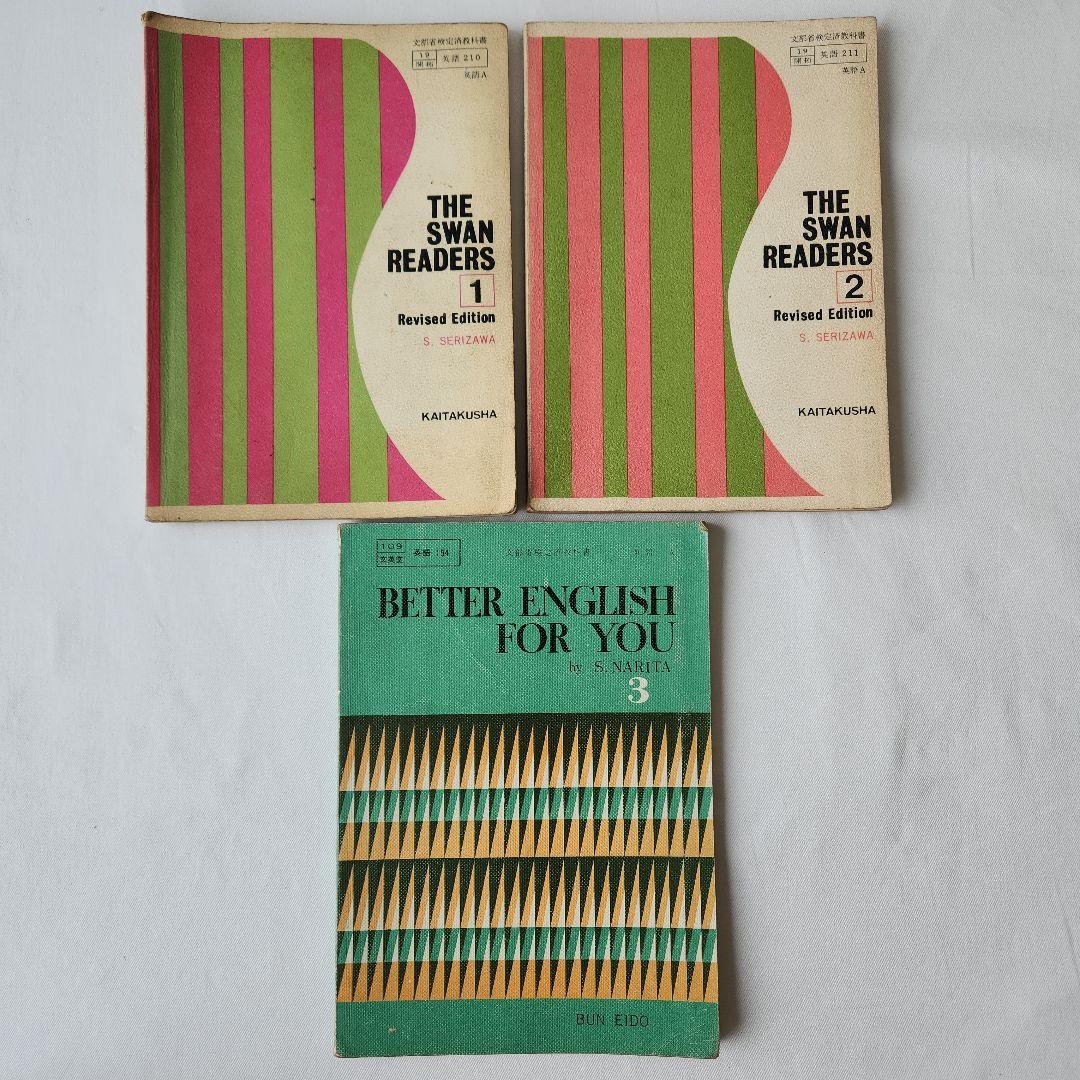 文部省検定済教科書
19 開拓 英語 210
英語A
THE
SWAN
READERS
1
Revised Edition
S. SERIZAWA
KAITAKUSHA
文部省検定済教科書
19 開拓 英語 211
英語A
THE
SWAN
READERS
2
Revised Edition
S. SERIZAWA
KAITAKUSHA
109 文英堂 英語 154 文部省検定済教科書
BETTER ENGLISH
FOR YOU
by S. NARITA
3
BUN EIDO